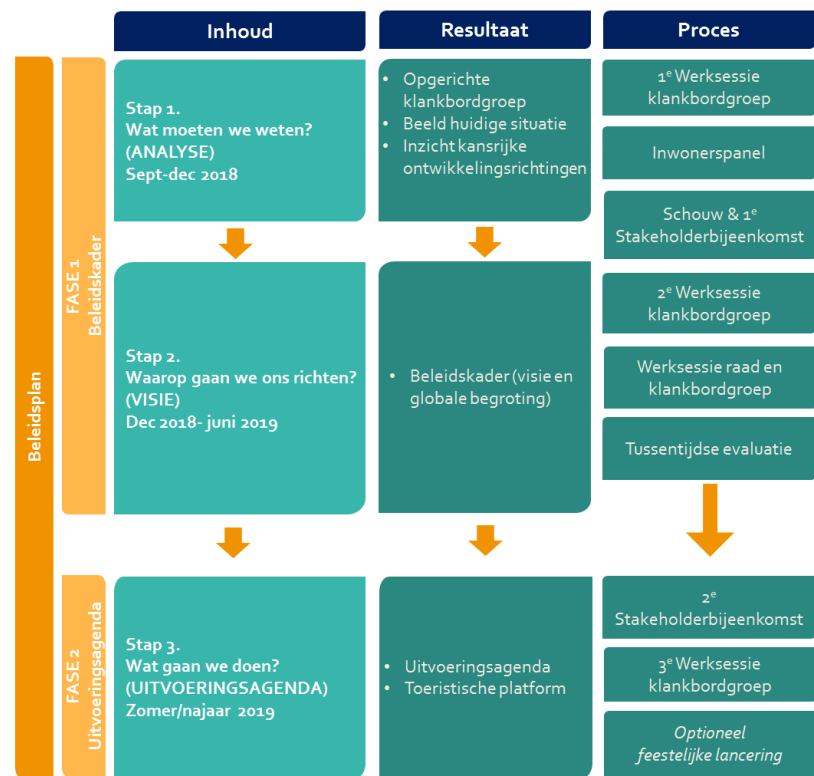 Inhoud
Resultaat
Proces
Beleidsplan
FASE 1
Beleidskader
Stap 1.
Wat moeten we weten?
(ANALYSE)
Sept-dec 2018
• Opgerichte
klankbordgroep
• Beeld huidige situatie
• Inzicht kansrijke
ontwikkelingsrichtingen
1e Werksessie
klankbordgroep
Inwonerspanel
Schouw & 1e
Stakeholderbijeenkomst
Stap 2.
Waarop gaan we ons richten?
(VISIE)
Dec 2018- juni 2019
• Beleidskader (visie en
globale begroting)
2e Werksessie
klankbordgroep
Werksessie raad en
klankbordgroep
Tussentijdse evaluatie
FASE 2
Uitvoeringsagenda
Stap 3.
Wat gaan we doen?
(UITVOERINGSAGENDA)
Zomer/najaar 2019
• Uitvoeringsagenda
• Toeristische platform
2e
Stakeholderbijeenkomst
3e Werksessie
klankbordgroep
Optioneel
feestelijke lancering